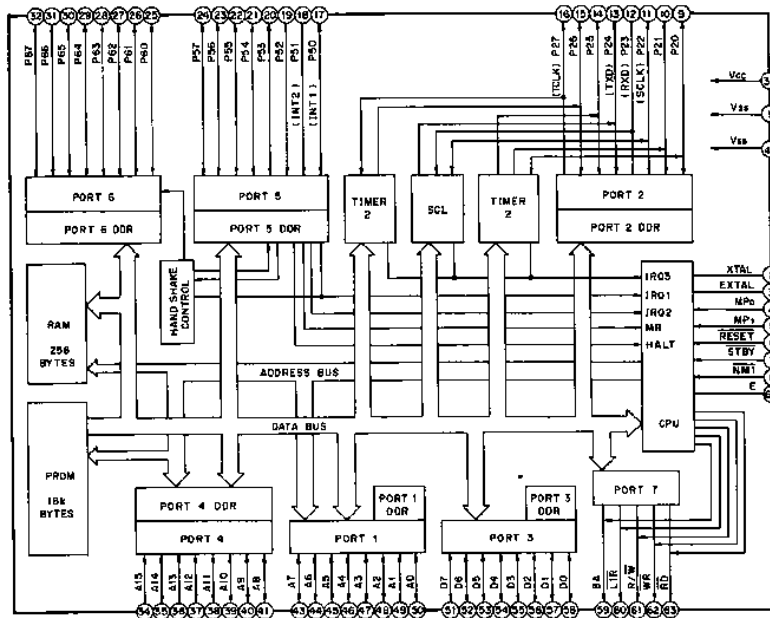 32 31 30 29 28 27 26 25 24 23 22 21 20 19 18 17 16 15 14 13 12 11 10 9
P67 P66 P65 P64 P63 P62 P61 P60
P57 P56 P55 P54 P53 P52 P51 P50
(INT2) (INT1)
P27 P26 P25 P24 P23 P22 P21 P20
(TCLK) (TXD) (RXD) (SCLK)
Vcc
Vss
Vss
PORT 6
PORT 6 DDR
PORT 5
PORT 5 DDR
TIMER
2
SCL
TIMER
2
PORT 2
PORT 2 DDR
HAND SHAKE
CONTROL
RAM
256
BYTES
IRQ3
IRQ1
IRQ2
MR
HALT
CPU
XTAL
EXTAL
MP0
MP1
RESET
STBY
NMI
E
ADDRESS BUS
DATA BUS
PROM
16k
BYTES
PORT 4 DDR
PORT 4
PORT 1
DDR
PORT 1
PORT 3
DDR
PORT 3
PORT 7
A15 A14 A13 A12 A11 A10 A9 A8
A7 A6 A5 A4 A3 A2 A1 A0
D7 D6 D5 D4 D3 D2 D1 D0
BA LIR R/W WR RD
34 35 36 37 38 39 40 41 43 44 45 46 47 48 49 50 51 52 53 54 55 56 57 58 59 60 61 62 63